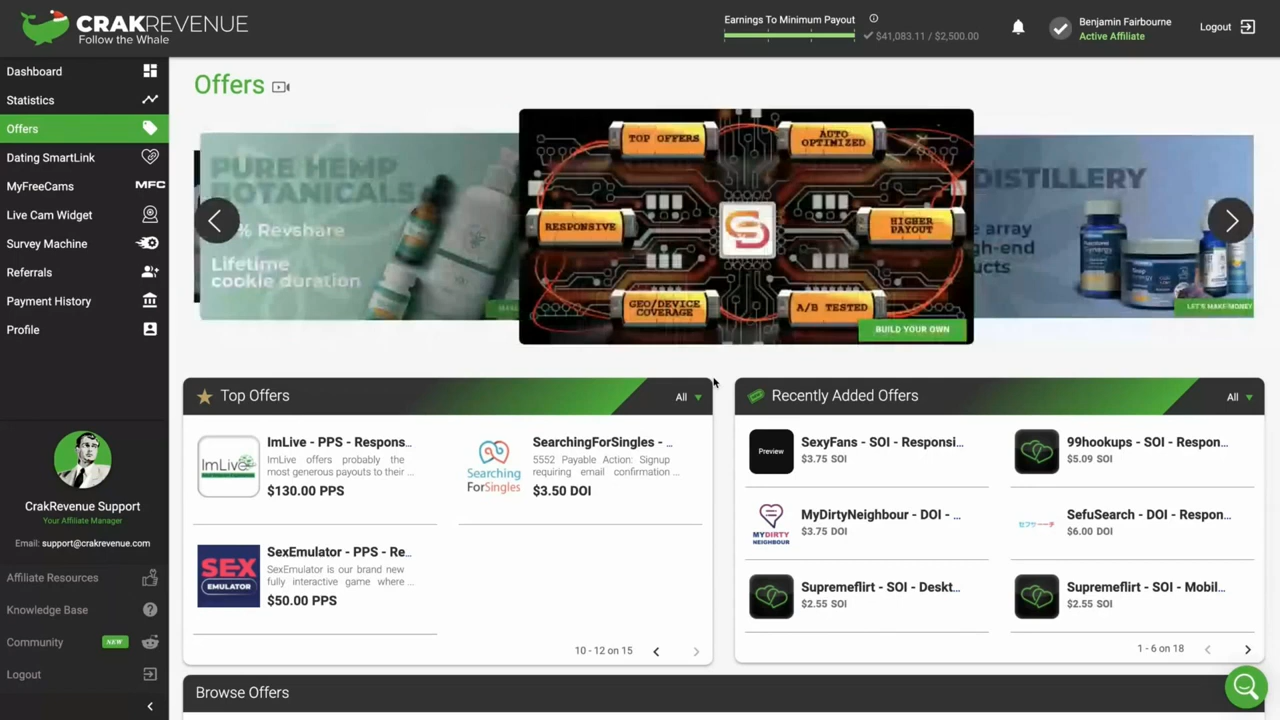 CRAKREVENUE
Follow the Whale
Earnings To Minimum Payout
$41,083.11 / $2,500.00
Benjamin Fairbourne
Active Affiliate
Logout
Dashboard
Statistics
Offers
Dating SmartLink
MyFreeCams
MFC
Live Cam Widget
Survey Machine
Referrals
Payment History
Profile
CrakRevenue Support
Your Affiliate Manager
Email: support@crakrevenue.com
Affiliate Resources
Knowledge Base
Community
NEW
Logout
Offers
PURE HEMP
BOTANICALS
% Revshare
Lifetime
cookie duration
TOP OFFERS
AUTO
OPTIMIZED
RESPONSIVE
HIGHER
PAYOUT
GEO/DEVICE
COVERAGE
A/B TESTED
BUILD YOUR OWN
DISTILLERY
array
LET'S MAKE MONEY
Top Offers
All
ImLive
ImLive - PPS - Respons...
ImLive offers probably the
most generous payouts to their ...
$130.00 PPS
Searching
ForSingles
SearchingForSingles - ...
5552 Payable Action: Signup
requiring email confirmation ...
$3.50 DOI
SEX
EMULATOR
SexEmulator - PPS - Re...
SexEmulator is our brand new
fully interactive game where ...
$50.00 PPS
10 - 12 on 15
Recently Added Offers
All
Preview
SexyFans - SOI - Responsi...
$3.75 SOI
99hookups - SOI - Respon...
$5.09 SOI
MYDIRTY
NEIGHBOUR
MyDirtyNeighbour - DOI - ...
$3.75 DOI
セフサーチ
SefuSearch - DOI - Respon...
$6.00 DOI
Supremeflirt - SOI - Deskt...
$2.55 SOI
Supremeflirt - SOI - Mobil...
$2.55 SOI
1 - 6 on 18
Browse Offers